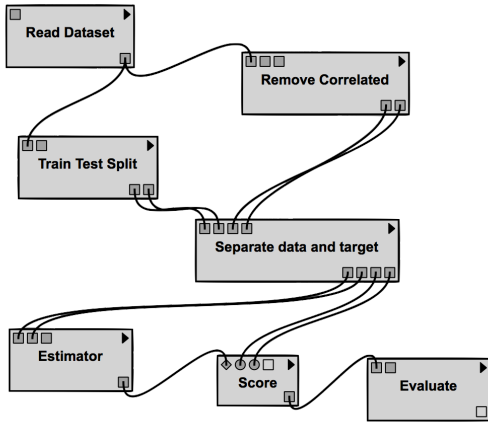 Read Dataset
Remove Correlated
Train Test Split
Separate data and target
Estimator
Score
Evaluate